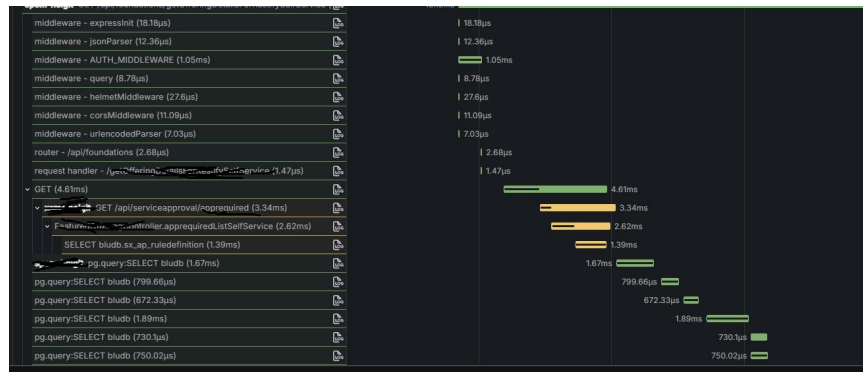 middleware - expressInit (18.18µs) 18.18µs
middleware - jsonParser (12.36µs) 12.36µs
middleware - AUTH_MIDDLEWARE (1.05ms) 1.05ms
middleware - query (8.78µs) 8.78µs
middleware - helmetMiddleware (27.6µs) 27.6µs
middleware - corsMiddleware (11.09µs) 11.09µs
middleware - urlencodedParser (7.03µs) 7.03µs
router - /api/foundations (2.68µs) 2.68µs
request handler - (1.47µs) 1.47µs
GET (4.61ms) 4.61ms
GET /api/serviceapproval/ (3.34ms) 3.34ms
.apprequiredListSelfService (2.62ms) 2.62ms
SELECT bludb.sx_ap_ruledefinition (1.39ms) 1.39ms
pg.query:SELECT bludb (1.67ms) 1.67ms
pg.query:SELECT bludb (799.66µs) 799.66µs
pg.query:SELECT bludb (672.33µs) 672.33µs
pg.query:SELECT bludb (1.89ms) 1.89ms
pg.query:SELECT bludb (730.1µs) 730.1µs
pg.query:SELECT bludb (750.02µs) 750.02µs